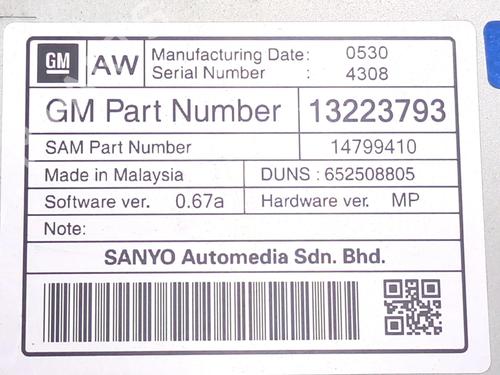 GM AW Manufacturing Date: 0530
Serial Number : 4308
GM Part Number 13223793
SAM Part Number 14799410
Made in Malaysia DUNS : 652508805
Software ver. 0.67a Hardware ver. MP
Note:
SANYO Automedia Sdn. Bhd.